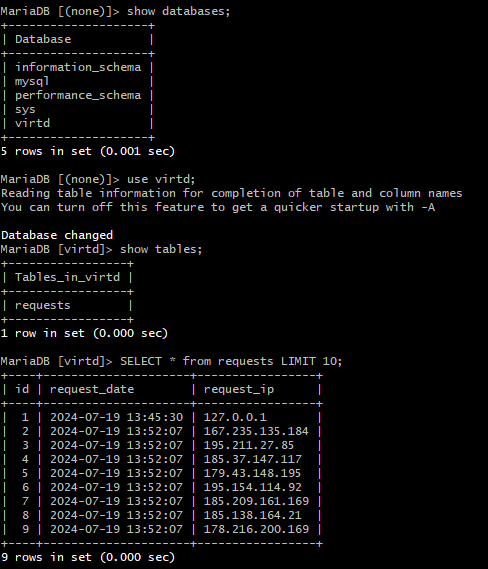 MariaDB [(none)]> show databases;
+--------------------+
| Database           |
+--------------------+
| information_schema |
| mysql              |
| performance_schema |
| sys                |
| virtd              |
+--------------------+
5 rows in set (0.001 sec)

MariaDB [(none)]> use virtd;
Reading table information for completion of table and column names
You can turn off this feature to get a quicker startup with -A

Database changed
MariaDB [virtd]> show tables;
+-----------------+
| Tables_in_virtd |
+-----------------+
| requests        |
+-----------------+
1 row in set (0.000 sec)

MariaDB [virtd]> SELECT * from requests LIMIT 10;
+----+---------------------+-----------------+
| id | request_date        | request_ip      |
+----+---------------------+-----------------+
|  1 | 2024-07-19 13:45:30 | 127.0.0.1       |
|  2 | 2024-07-19 13:52:07 | 167.235.135.184 |
|  3 | 2024-07-19 13:52:07 | 195.211.27.85   |
|  4 | 2024-07-19 13:52:07 | 185.37.147.117  |
|  5 | 2024-07-19 13:52:07 | 179.43.148.195  |
|  6 | 2024-07-19 13:52:07 | 195.154.114.92  |
|  7 | 2024-07-19 13:52:07 | 185.209.161.169 |
|  8 | 2024-07-19 13:52:07 | 185.138.164.21  |
|  9 | 2024-07-19 13:52:07 | 178.216.200.169 |
+----+---------------------+-----------------+
9 rows in set (0.000 sec)